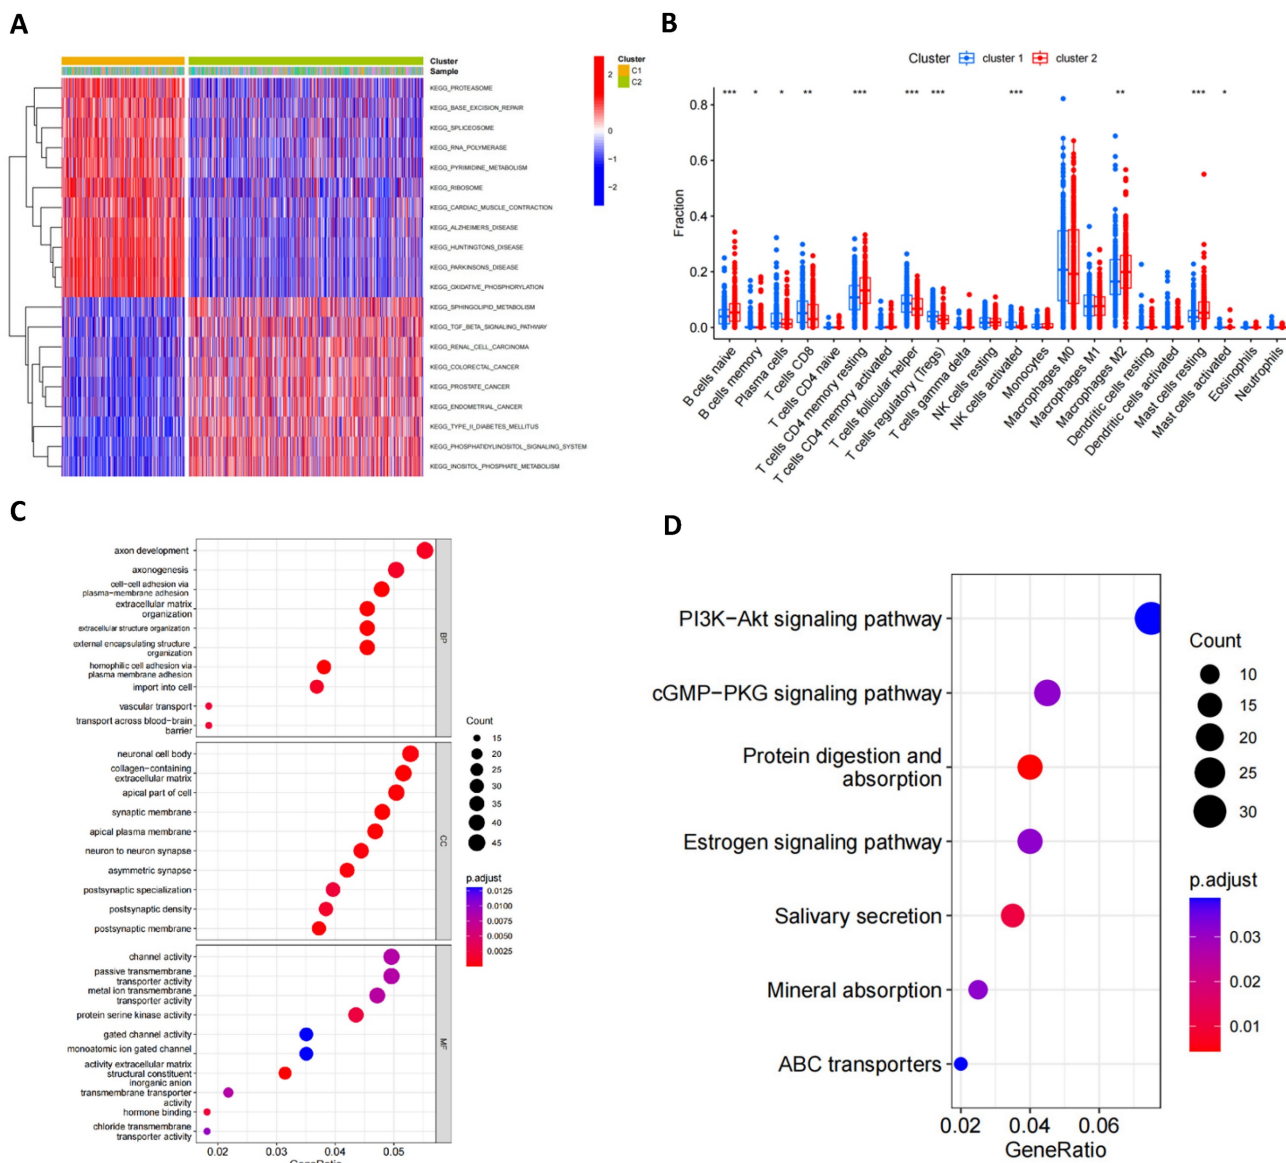 A
Cluster
Sample
KEGG_PROTEASOME
KEGG_BASE_EXCISION_REPAIR
KEGG_SPLICEOSOME
KEGG_RNA_POLYMERASE
KEGG_PYRIMIDINE_METABOLISM
KEGG_RIBOSOME
KEGG_CARDIAC_MUSCLE_CONTRACTION
KEGG_ALZHEIMERS_DISEASE
KEGG_HUNTINGTONS_DISEASE
KEGG_PARKINSONS_DISEASE
KEGG_OXIDATIVE_PHOSPHORYLATION
KEGG_SPHINGOLIPID_METABOLISM
KEGG_TGF_BETA_SIGNALING_PATHWAY
KEGG_RENAL_CELL_CARCINOMA
KEGG_COLORECTAL_CANCER
KEGG_PROSTATE_CANCER
KEGG_ENDOMETRIAL_CANCER
KEGG_TYPE_II_DIABETES_MELLITUS
KEGG_PHOSPHATIDYLINOSITOL_SIGNALING_SYSTEM
KEGG_INOSITOL_PHOSPHATE_METABOLISM
2
1
0
−1
−2
Cluster
C1
C2
B
Cluster cluster 1 cluster 2
*** * * ** *** *** *** *** ** *** *
Fraction
0.8
0.6
0.4
0.2
0.0
B cells naive
B cells memory
Plasma cells
T cells CD8
T cells CD4 naive
T cells CD4 memory resting
T cells CD4 memory activated
T cells follicular helper
T cells regulatory (Tregs)
T cells gamma delta
NK cells resting
NK cells activated
Monocytes
Macrophages M0
Macrophages M1
Macrophages M2
Dendritic cells resting
Dendritic cells activated
Mast cells resting
Mast cells activated
Eosinophils
Neutrophils
C
axon development
axonogenesis
cell−cell adhesion via
plasma−membrane adhesion
extracellular matrix
organization
extracellular structure organization
external encapsulating structure
organization
homophilic cell adhesion via
plasma membrane adhesion
import into cell
vascular transport
transport across blood−brain
barrier
BP
neuronal cell body
collagen−containing
extracellular matrix
apical part of cell
synaptic membrane
apical plasma membrane
neuron to neuron synapse
asymmetric synapse
postsynaptic specialization
postsynaptic density
postsynaptic membrane
CC
channel activity
passive transmembrane
transporter activity
metal ion transmembrane
transporter activity
protein serine kinase activity
gated channel activity
monoatomic ion gated channel
activity extracellular matrix
structural constituent
inorganic anion
transmembrane transporter
activity
hormone binding
chloride transmembrane
transporter activity
MF
0.02 0.03 0.04 0.05
GeneRatio
Count
15
20
25
30
35
40
45
p.adjust
0.0125
0.0100
0.0075
0.0050
0.0025
D
PI3K−Akt signaling pathway
cGMP−PKG signaling pathway
Protein digestion and
absorption
Estrogen signaling pathway
Salivary secretion
Mineral absorption
ABC transporters
0.02 0.04 0.06
GeneRatio
Count
10
15
20
25
30
p.adjust
0.03
0.02
0.01